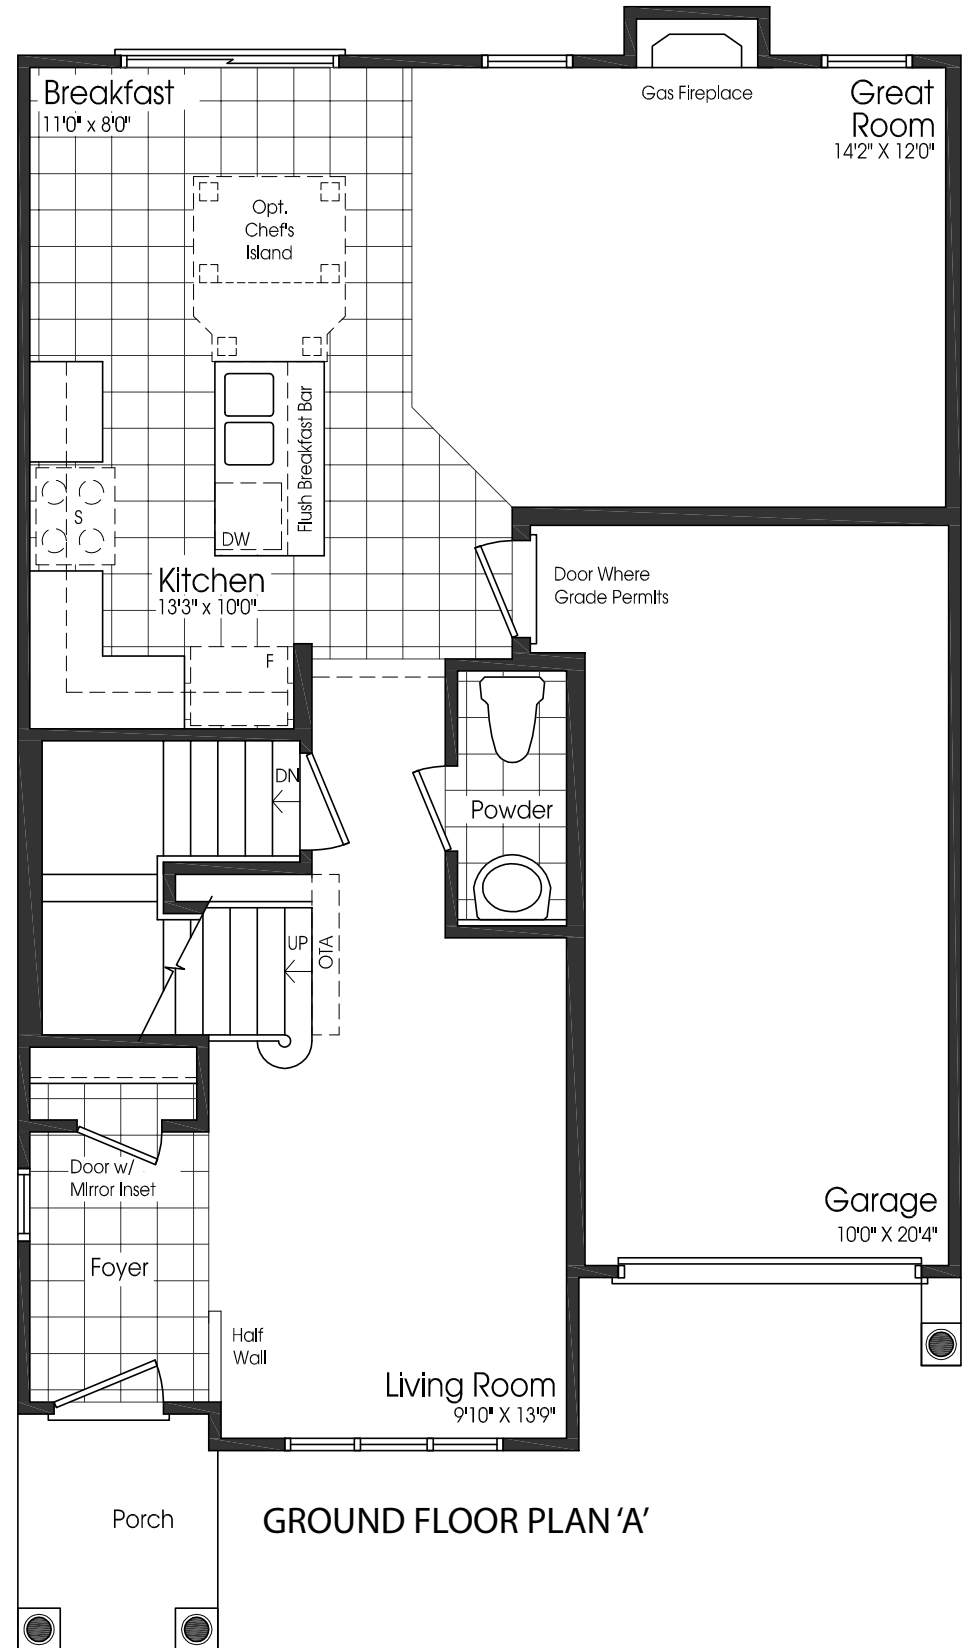 Breakfast
11'0" x 8'0"
Gas Fireplace
Great
Room
14'2" X 12'0"
Opt.
Chef's
Island
Flush Breakfast Bar
S
DW
Kitchen
13'3" x 10'0"
F
Door Where
Grade Permits
DN
Powder
UP
OTA
Door w/
Mirror Inset
Foyer
Half
Wall
Garage
10'0" X 20'4"
Living Room
9'10" X 13'9"
Porch
GROUND FLOOR PLAN 'A'